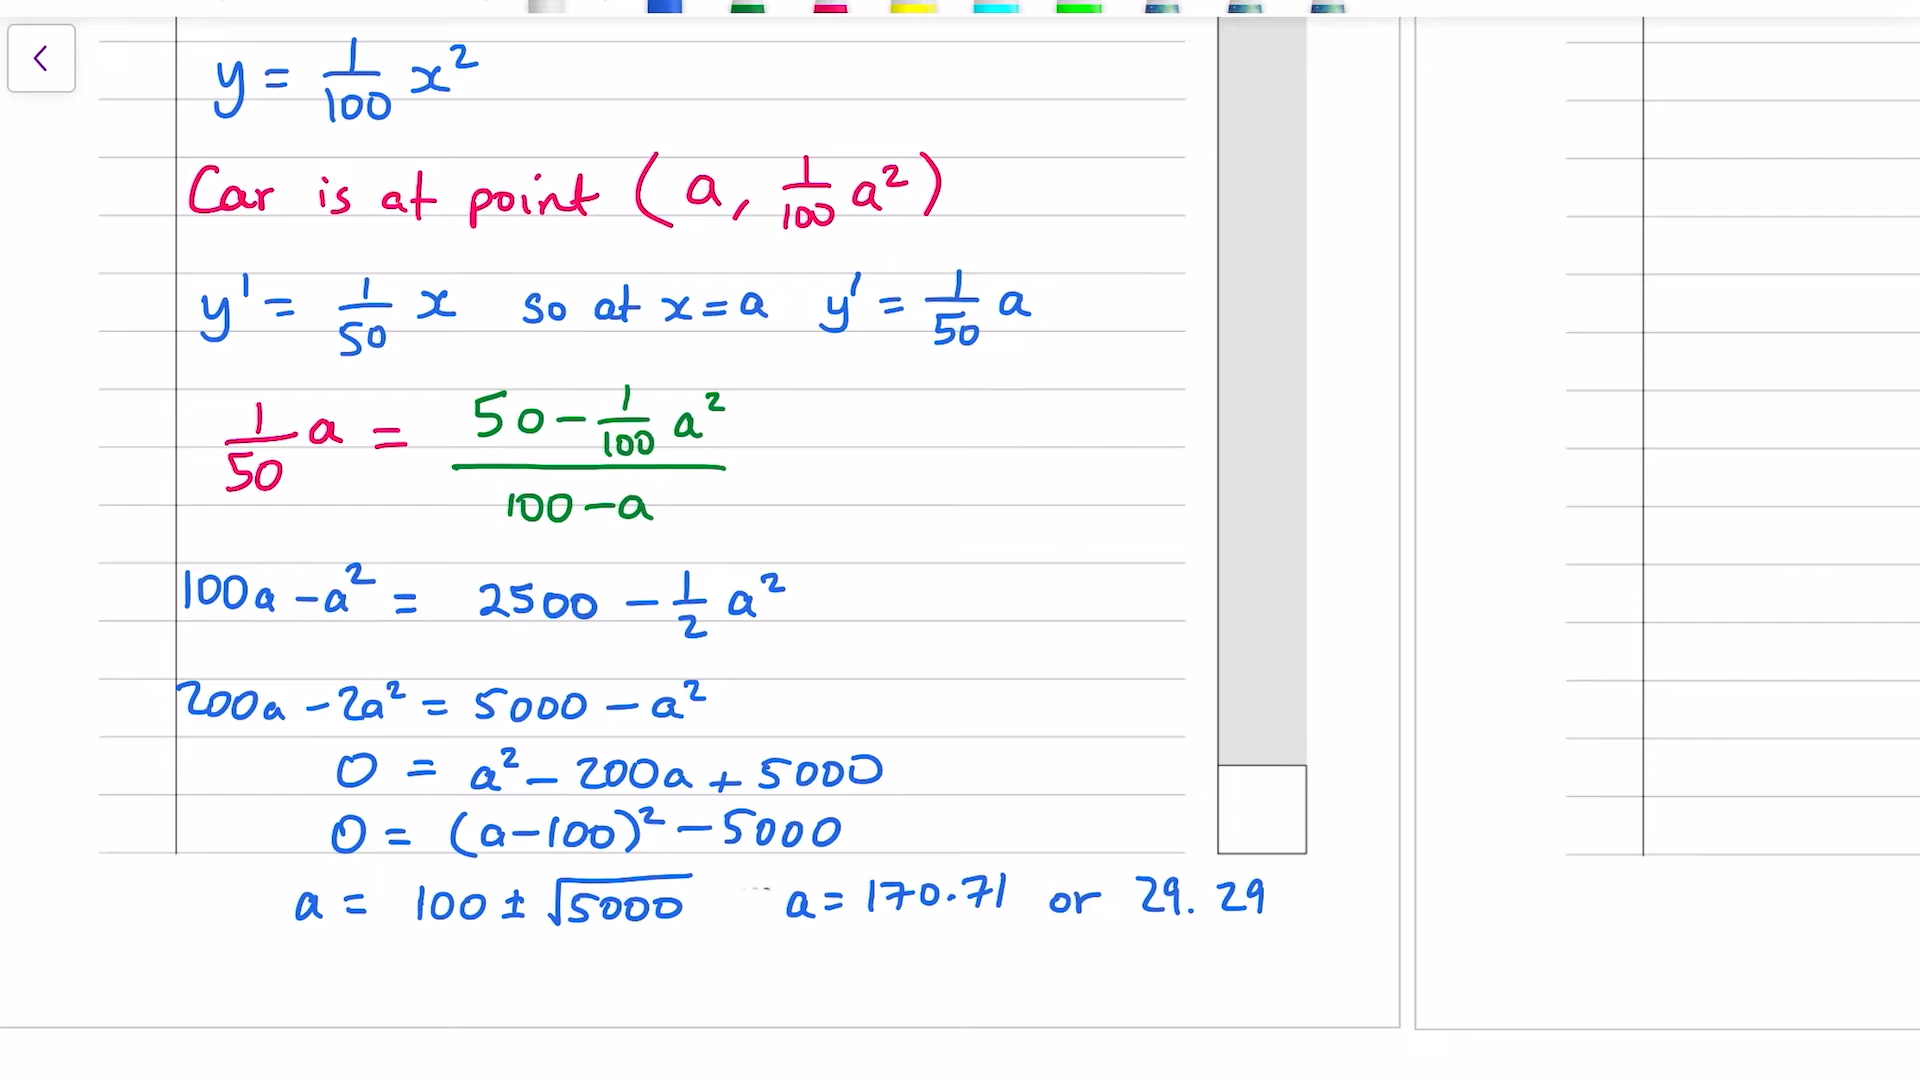 y = 1/100 x²
Car is at point (a, 1/100 a²)
y' = 1/50 x so at x = a y' = 1/50 a
1/50 a = (50 - 1/100 a²)/(100 - a)
100a - a² = 2500 - 1/2 a²
200a - 2a² = 5000 - a²
0 = a² - 200a + 5000
0 = (a - 100)² - 5000
a = 100 ± √5000 a = 170.71 or 29.29